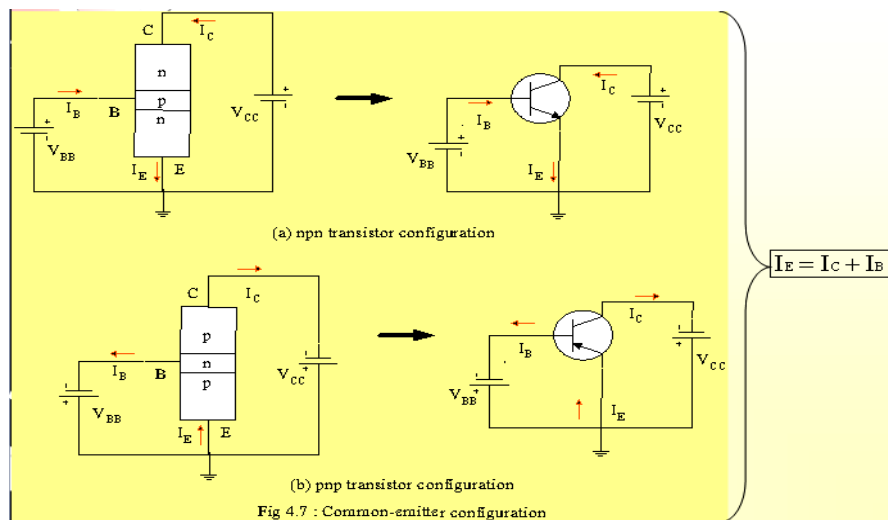 C
I_C
n
p
n
I_B
B
V_BB
V_CC
I_E
E
+
-
+
-
I_B
V_BB
I_C
V_CC
I_E
+
-
+
-
(a) npn transistor configuration
I_E = I_C + I_B
C
I_C
p
n
p
I_B
B
V_BB
V_CC
I_E
E
-
+
-
+
I_B
V_BB
I_C
V_CC
I_E
-
+
-
+
(b) pnp transistor configuration
Fig 4.7 : Common-emitter configuration